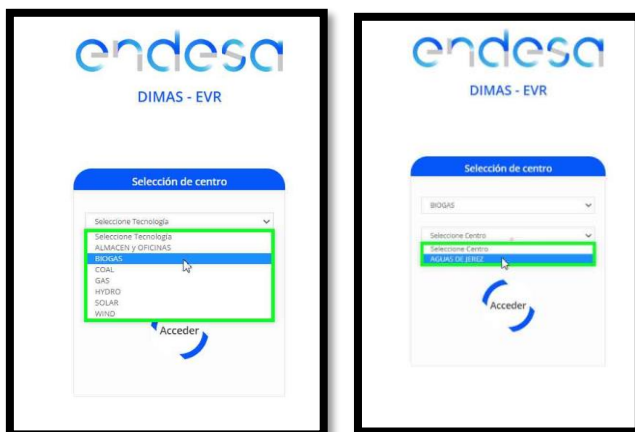 endesa
DIMAS - EVR
Selección de centro
Seleccione Tecnología
Seleccione Tecnología
ALMACEN y OFICINAS
BIOGAS
COAL
GAS
HYDRO
SOLAR
WIND
Acceder
endesa
DIMAS - EVR
Selección de centro
BIOGAS
Seleccione Centro
Seleccione Centro
AGUAS DE JEREZ
Acceder